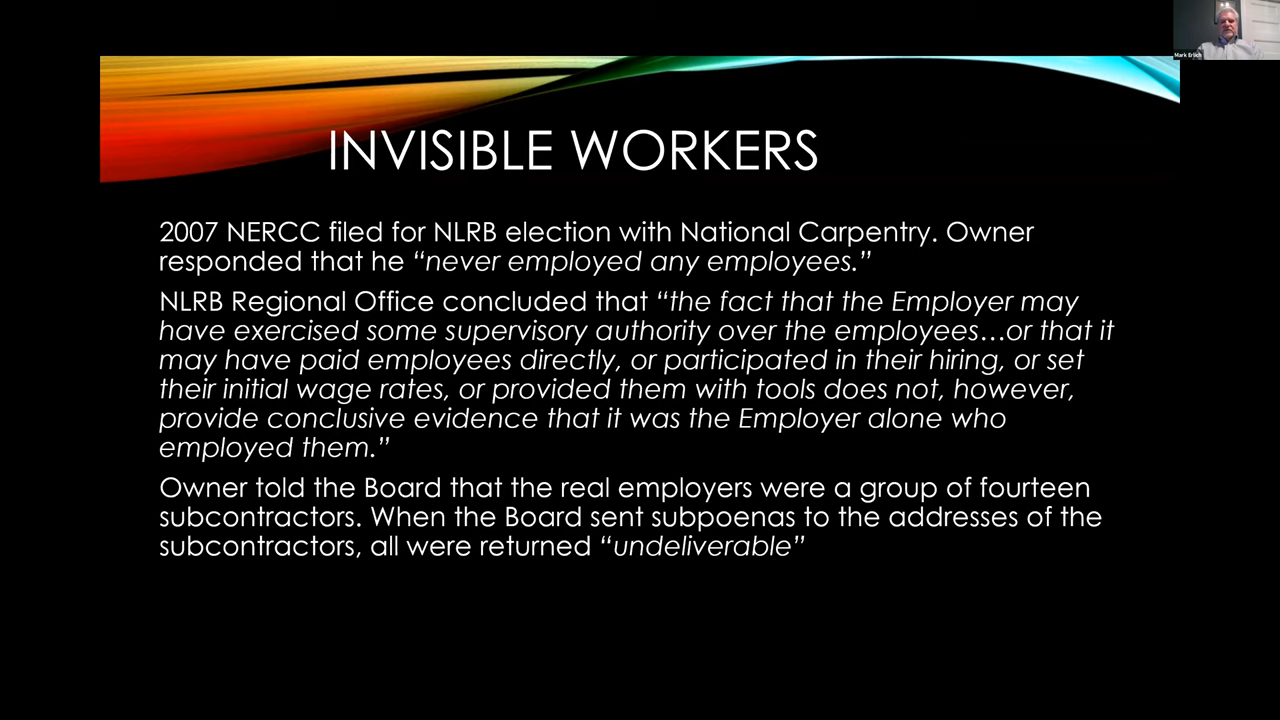 Mark Erlich
INVISIBLE WORKERS
2007 NERCC filed for NLRB election with National Carpentry. Owner
responded that he “never employed any employees.”
NLRB Regional Office concluded that “the fact that the Employer may
have exercised some supervisory authority over the employees…or that it
may have paid employees directly, or participated in their hiring, or set
their initial wage rates, or provided them with tools does not, however,
provide conclusive evidence that it was the Employer alone who
employed them.”
Owner told the Board that the real employers were a group of fourteen
subcontractors. When the Board sent subpoenas to the addresses of the
subcontractors, all were returned “undeliverable”